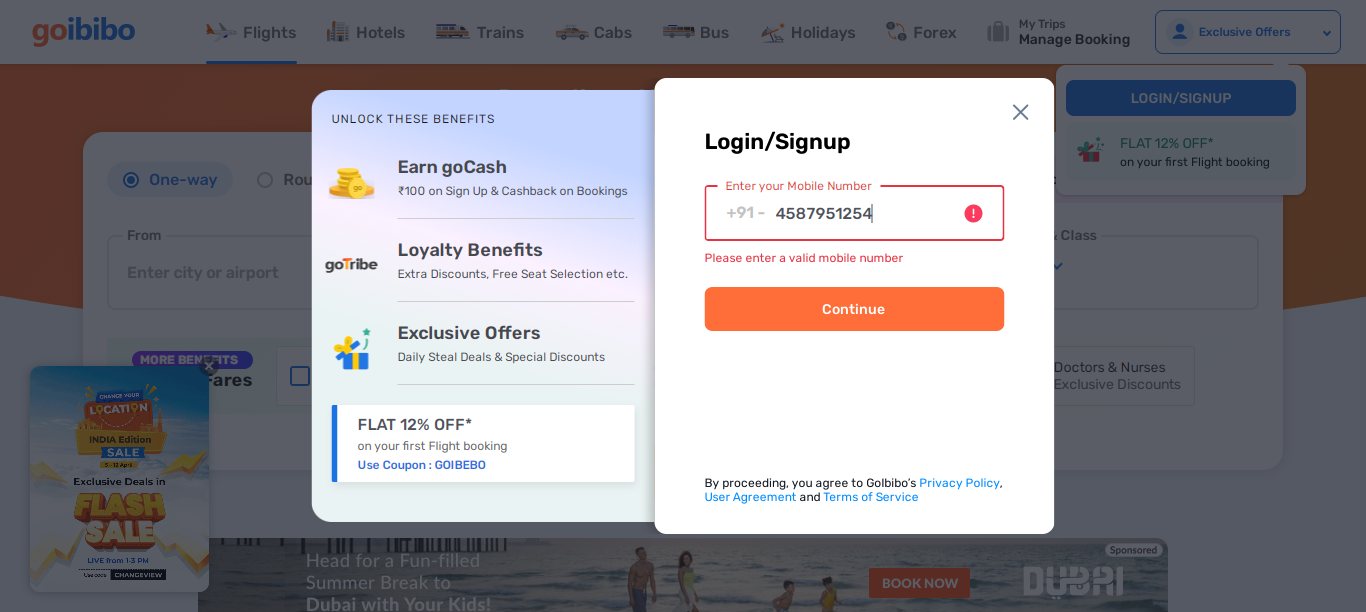 goibibo
Flights
Hotels
Trains
Cabs
Bus
Holidays
Forex
My Trips
Manage Booking
Exclusive Offers
LOGIN/SIGNUP
FLAT 12% OFF*
on your first Flight booking
One-way
Rou
From
Enter city or airport
& Class
MORE BENEFITS
Fares
Doctors & Nurses
Exclusive Discounts
UNLOCK THESE BENEFITS
Earn goCash
₹100 on Sign Up & Cashback on Bookings
goTribe
Loyalty Benefits
Extra Discounts, Free Seat Selection etc.
Exclusive Offers
Daily Steal Deals & Special Discounts
FLAT 12% OFF*
on your first Flight booking
Use Coupon : GOIBEBO
Login/Signup
Enter your Mobile Number
+91 - 4587951254
Please enter a valid mobile number
Continue
By proceeding, you agree to GoIbibo's Privacy Policy,
User Agreement and Terms of Service
CHANGE YOUR
LOCATION
INDIA Edition
SALE
Exclusive Deals in
FLASH
SALE
LIVE from 1-3 PM
Use code CHANGEVIEW
Sponsored
Head for a Fun-filled
Summer Break to
Dubai with Your Kids!
BOOK NOW
DUBAI